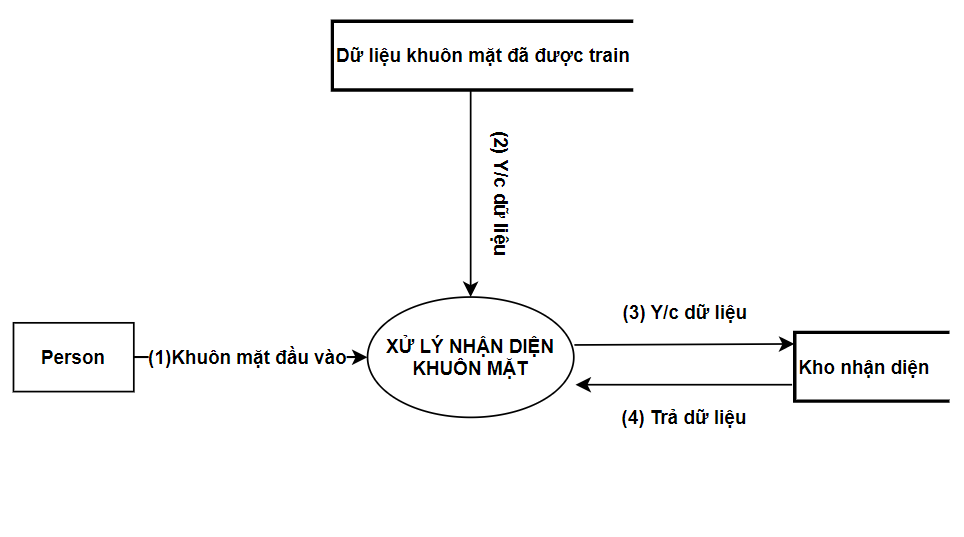 Dữ liệu khuôn mặt đã được train
(2) Y/c dữ liệu
Person
(1)Khuôn mặt đầu vào
XỬ LÝ NHẬN DIỆN
KHUÔN MẶT
(3) Y/c dữ liệu
Kho nhận diện
(4) Trả dữ liệu